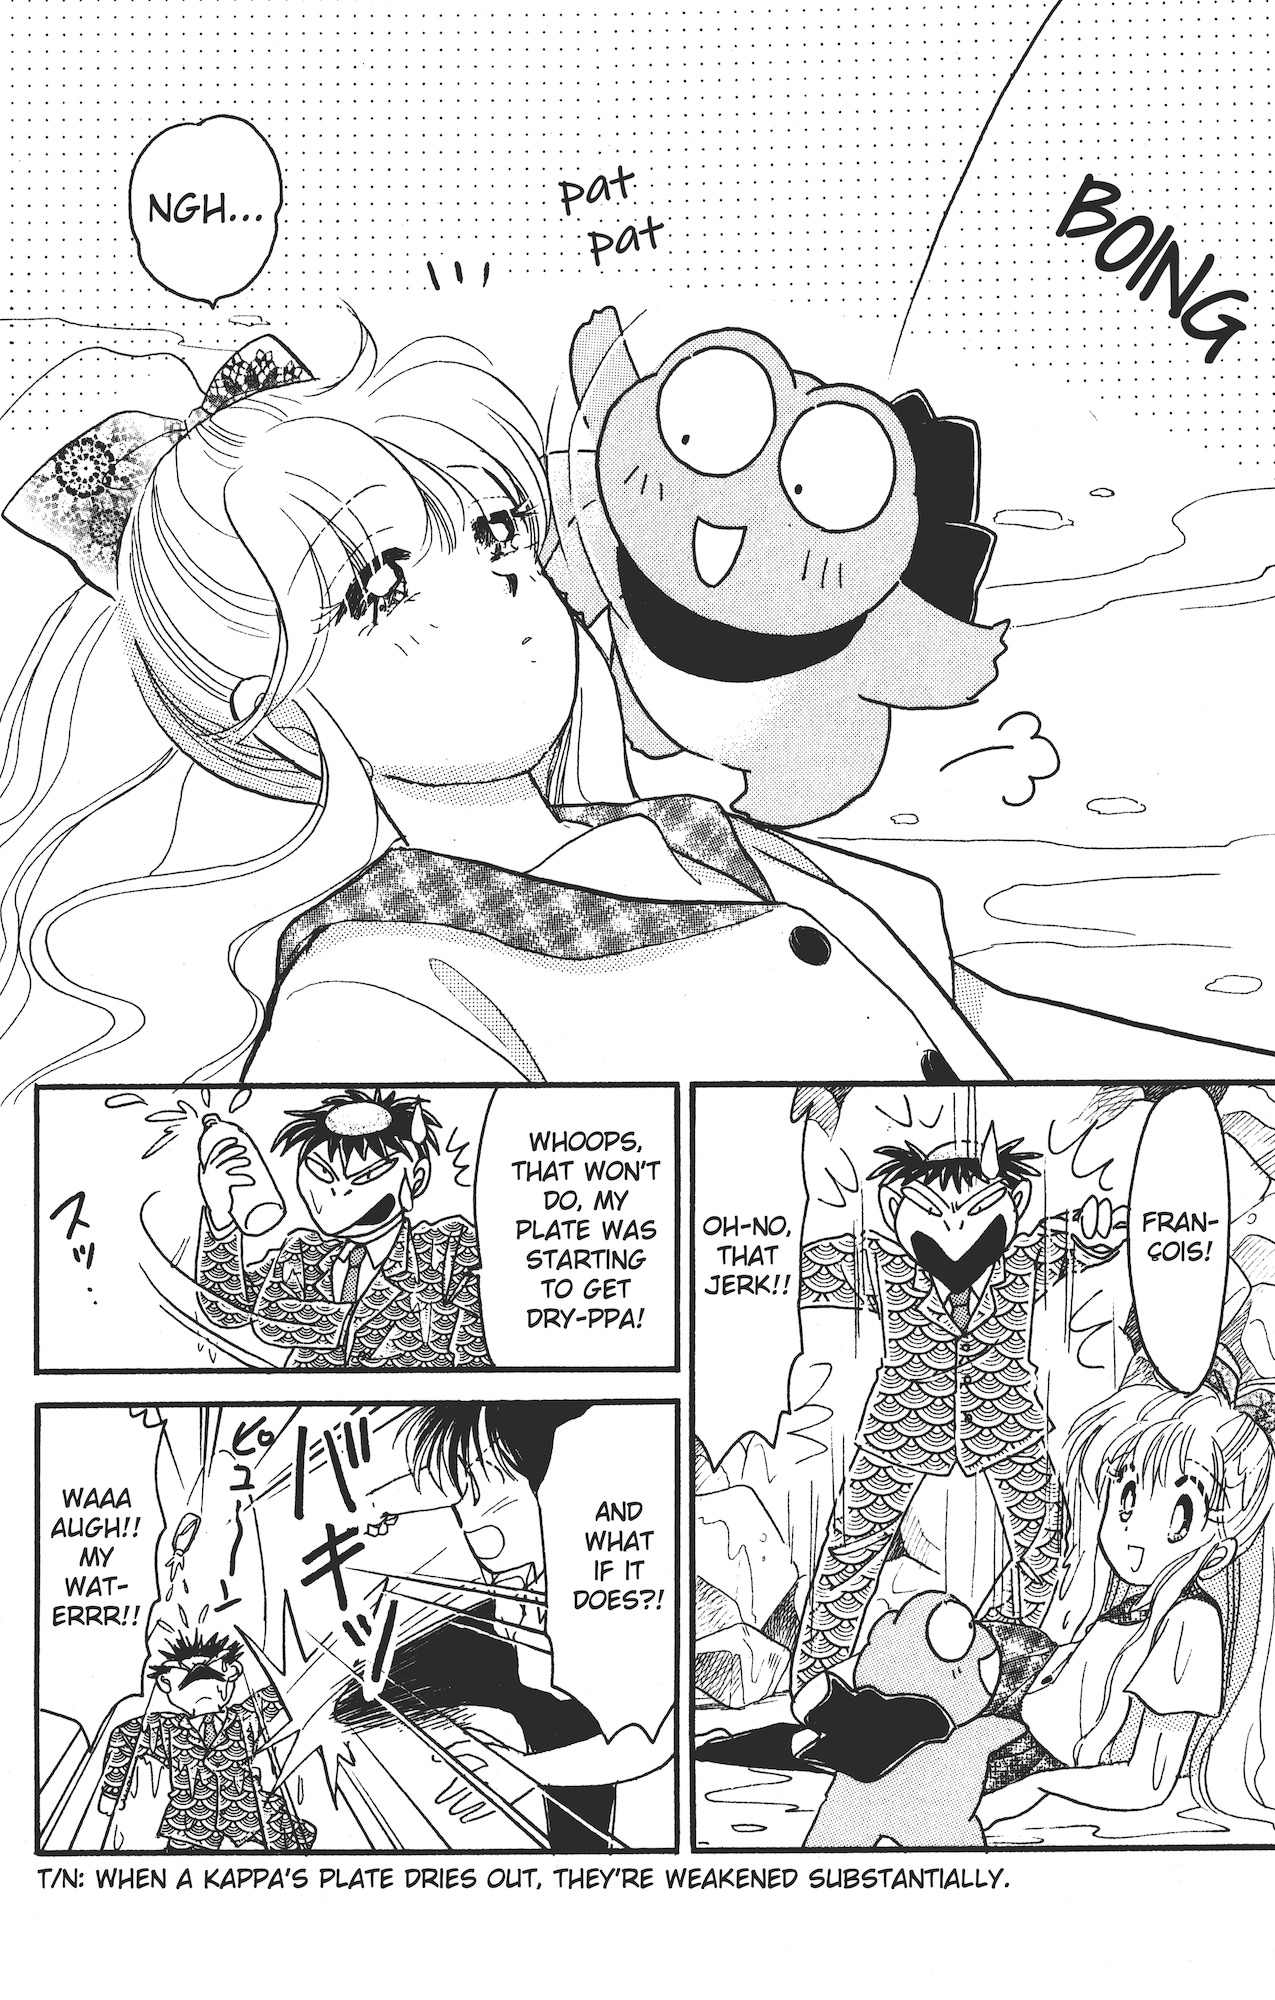 BOING
pat
pat
NGH...
FRAN-
ÇOIS!
OH-NO,
THAT
JERK!!
WHOOPS,
THAT WON'T
DO, MY
PLATE WAS
STARTING
TO GET
DRY-PPA!
スッ..
AND
WHAT
IF IT
DOES?!
バキッ
ピューー
WAAA
AUGH!!
MY
WAT-
ERRR!!
T/N: WHEN A KAPPA'S PLATE DRIES OUT, THEY'RE WEAKENED SUBSTANTIALLY.